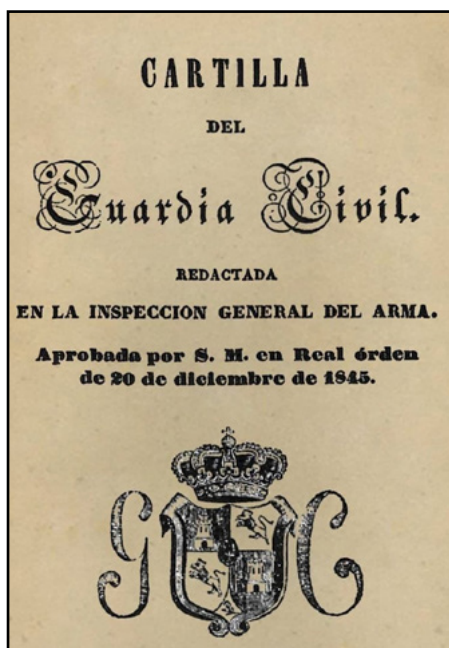 CARTILLA
DEL
Guardia Civil.
REDACTADA
EN LA INSPECCION GENERAL DEL ARMA.
Aprobada por S. M. en Real órden
de 20 de diciembre de 1845.
G C